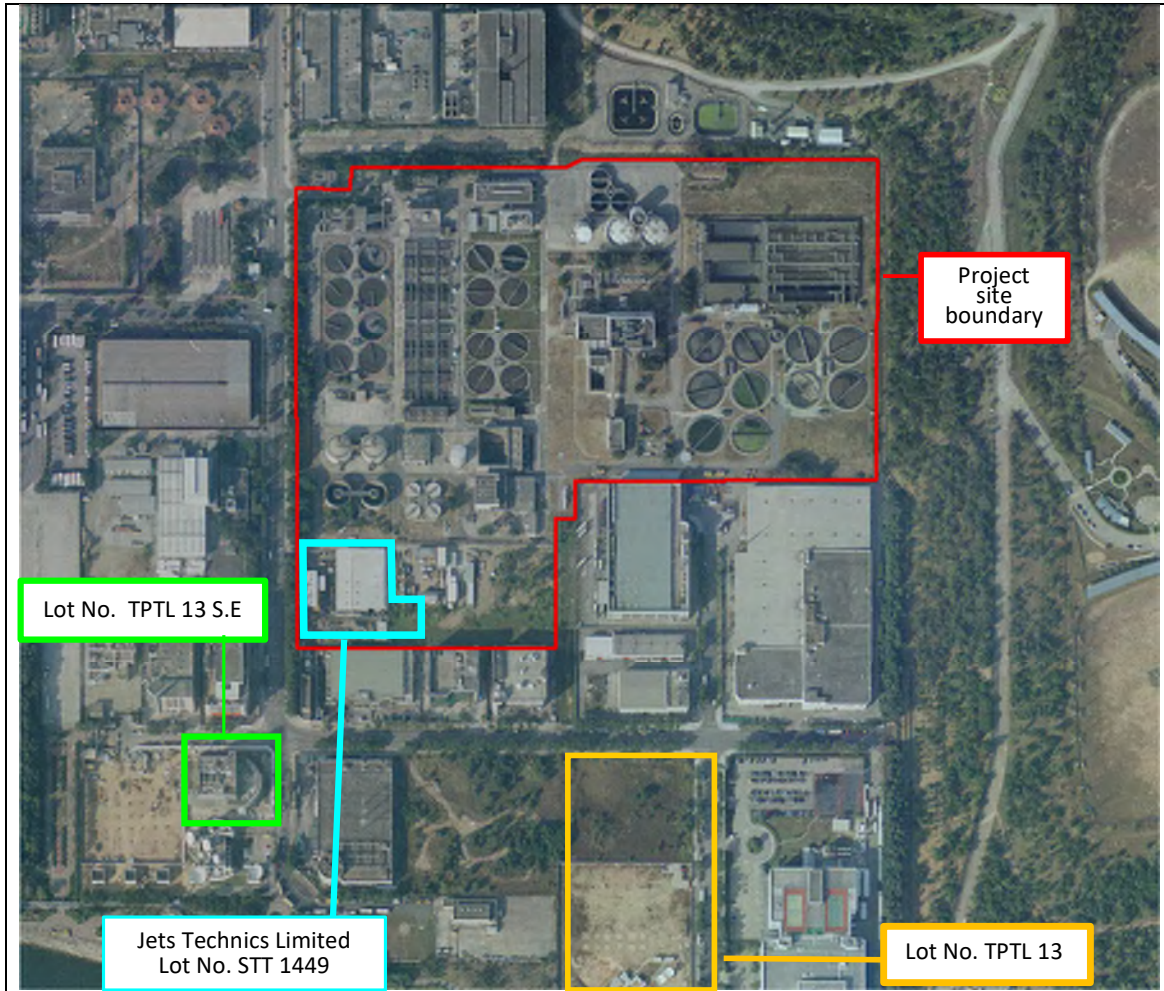 Project
site
boundary
Lot No. TPTL 13 S.E
Jets Technics Limited
Lot No. STT 1449
Lot No. TPTL 13